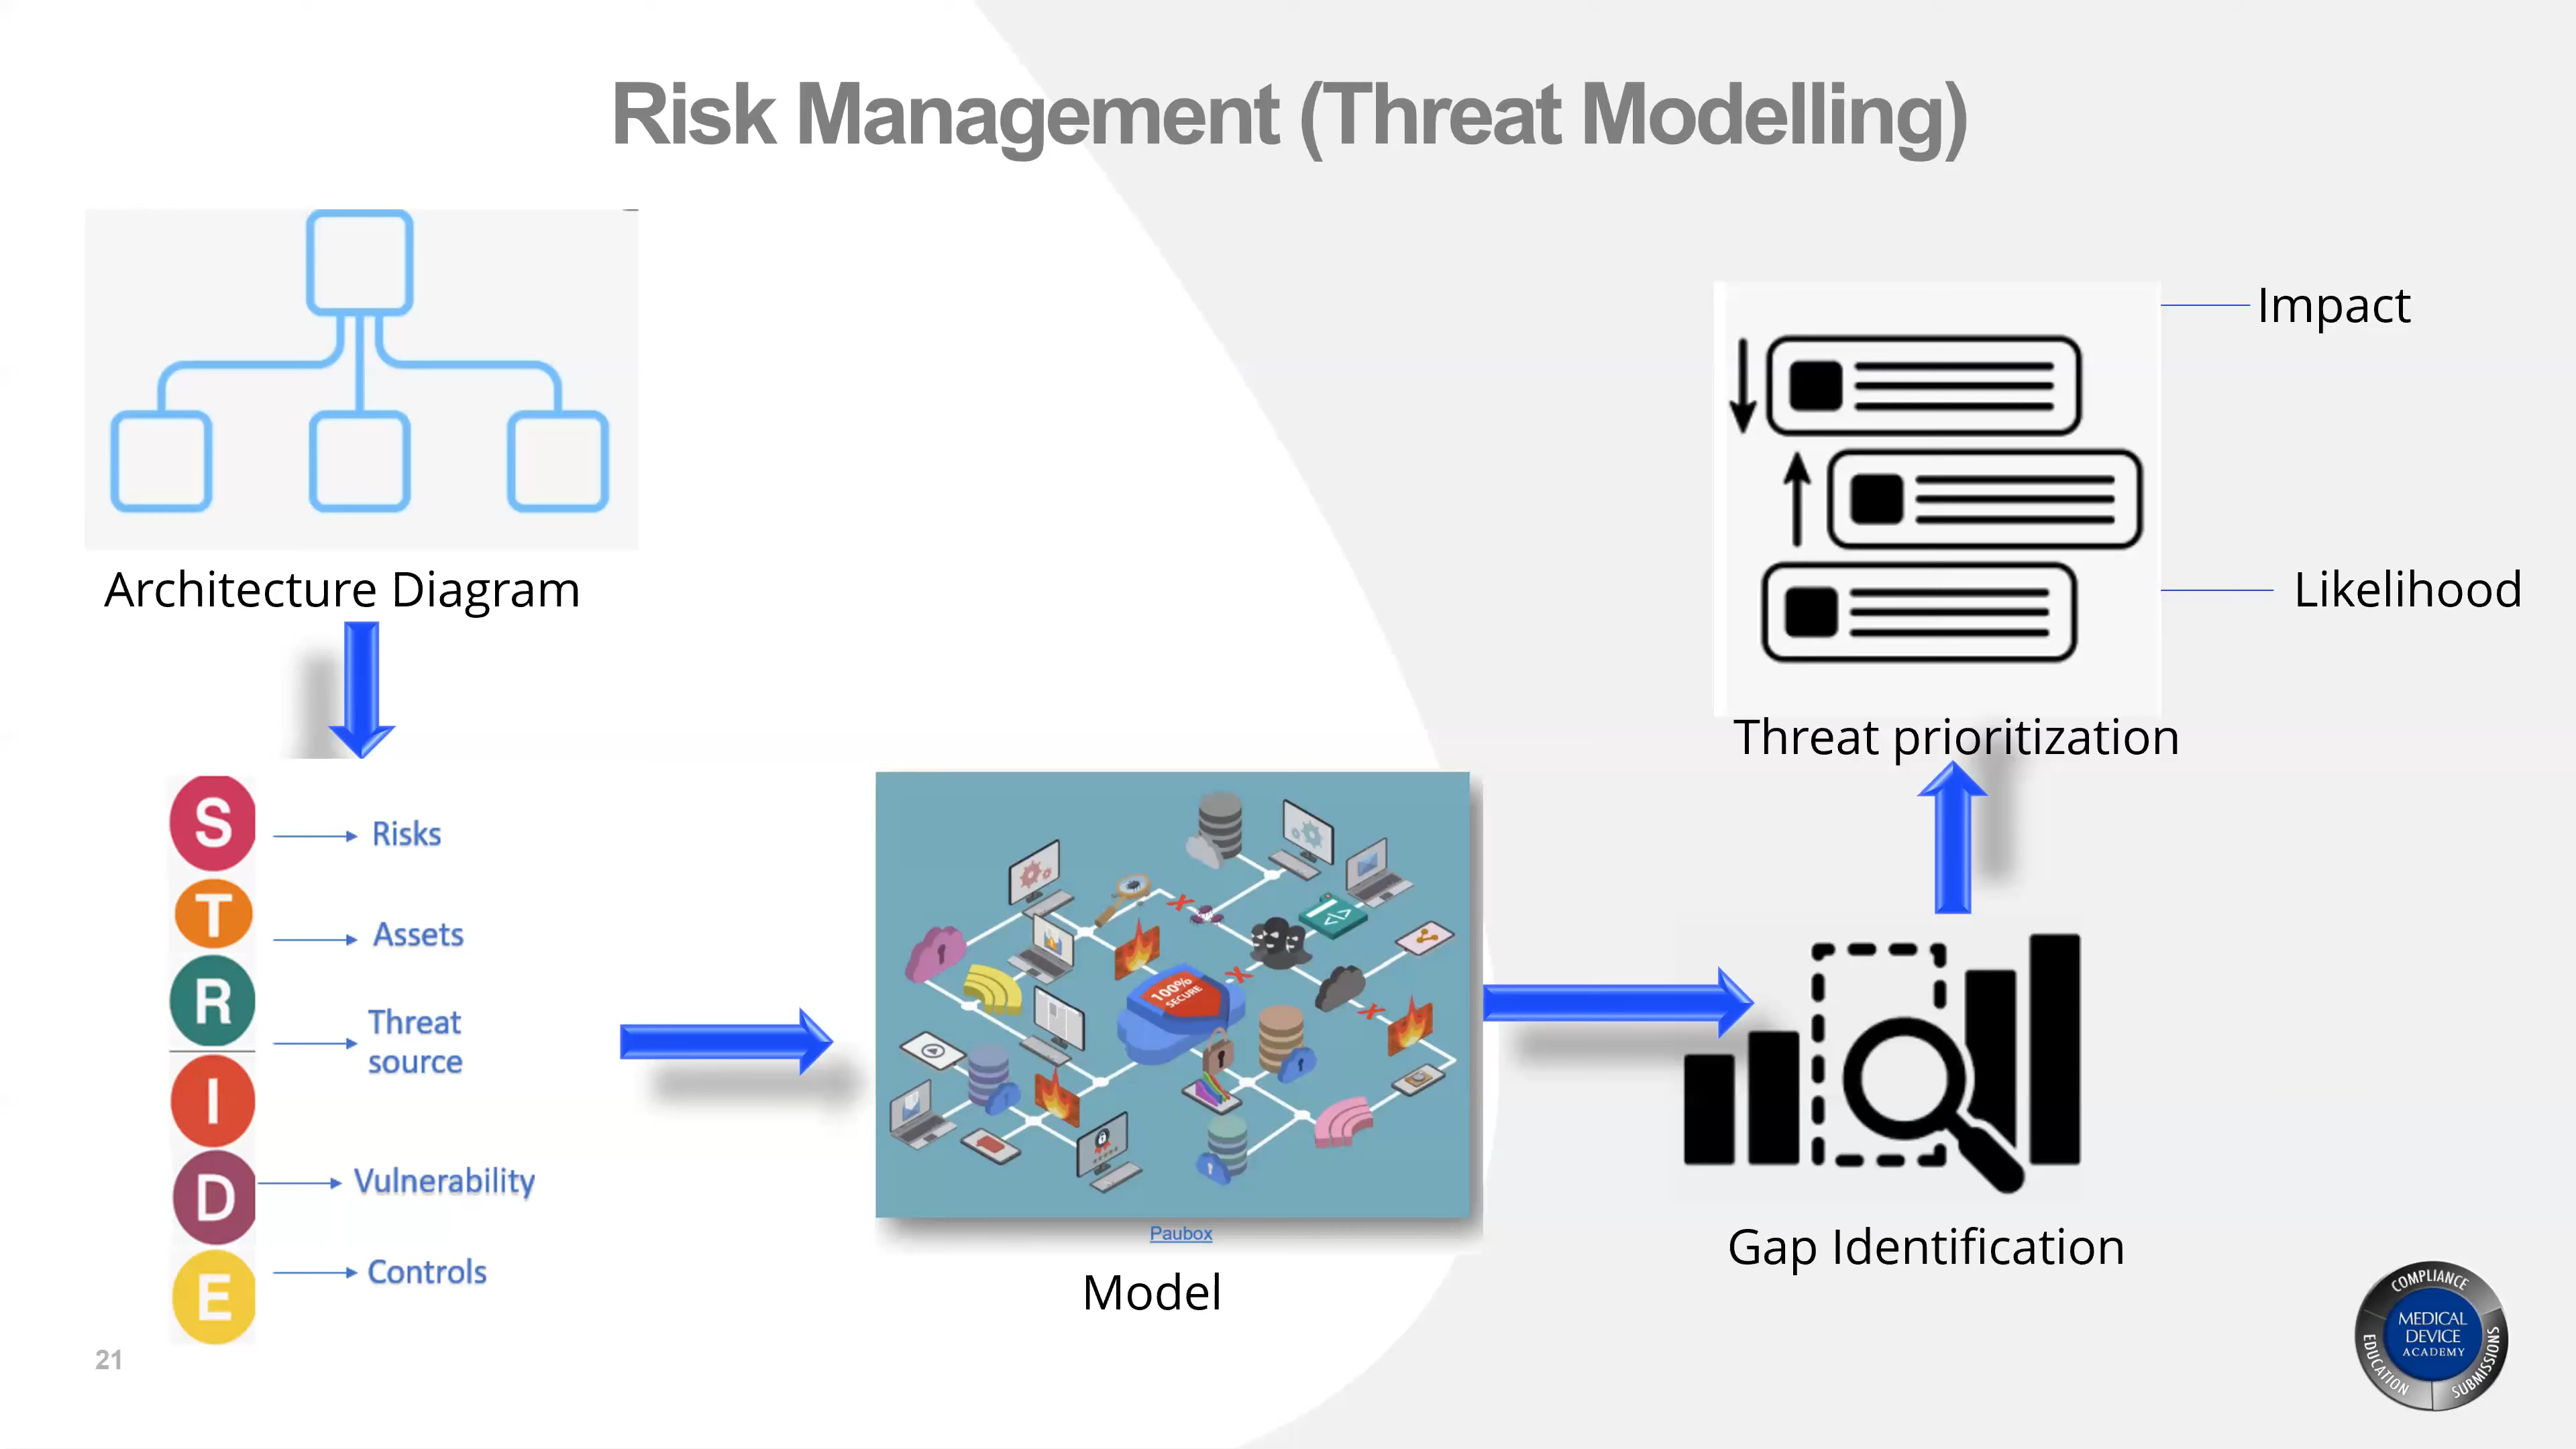 Risk Management (Threat Modelling)
Architecture Diagram
S
T
R
I
D
E
Risks
Assets
Threat
source
Vulnerability
Controls
100%
SECURE
Paubox
Model
Gap Identification
Threat prioritization
Impact
Likelihood
21
COMPLIANCE
EDUCATION
SUBMISSIONS
MEDICAL
DEVICE
ACADEMY